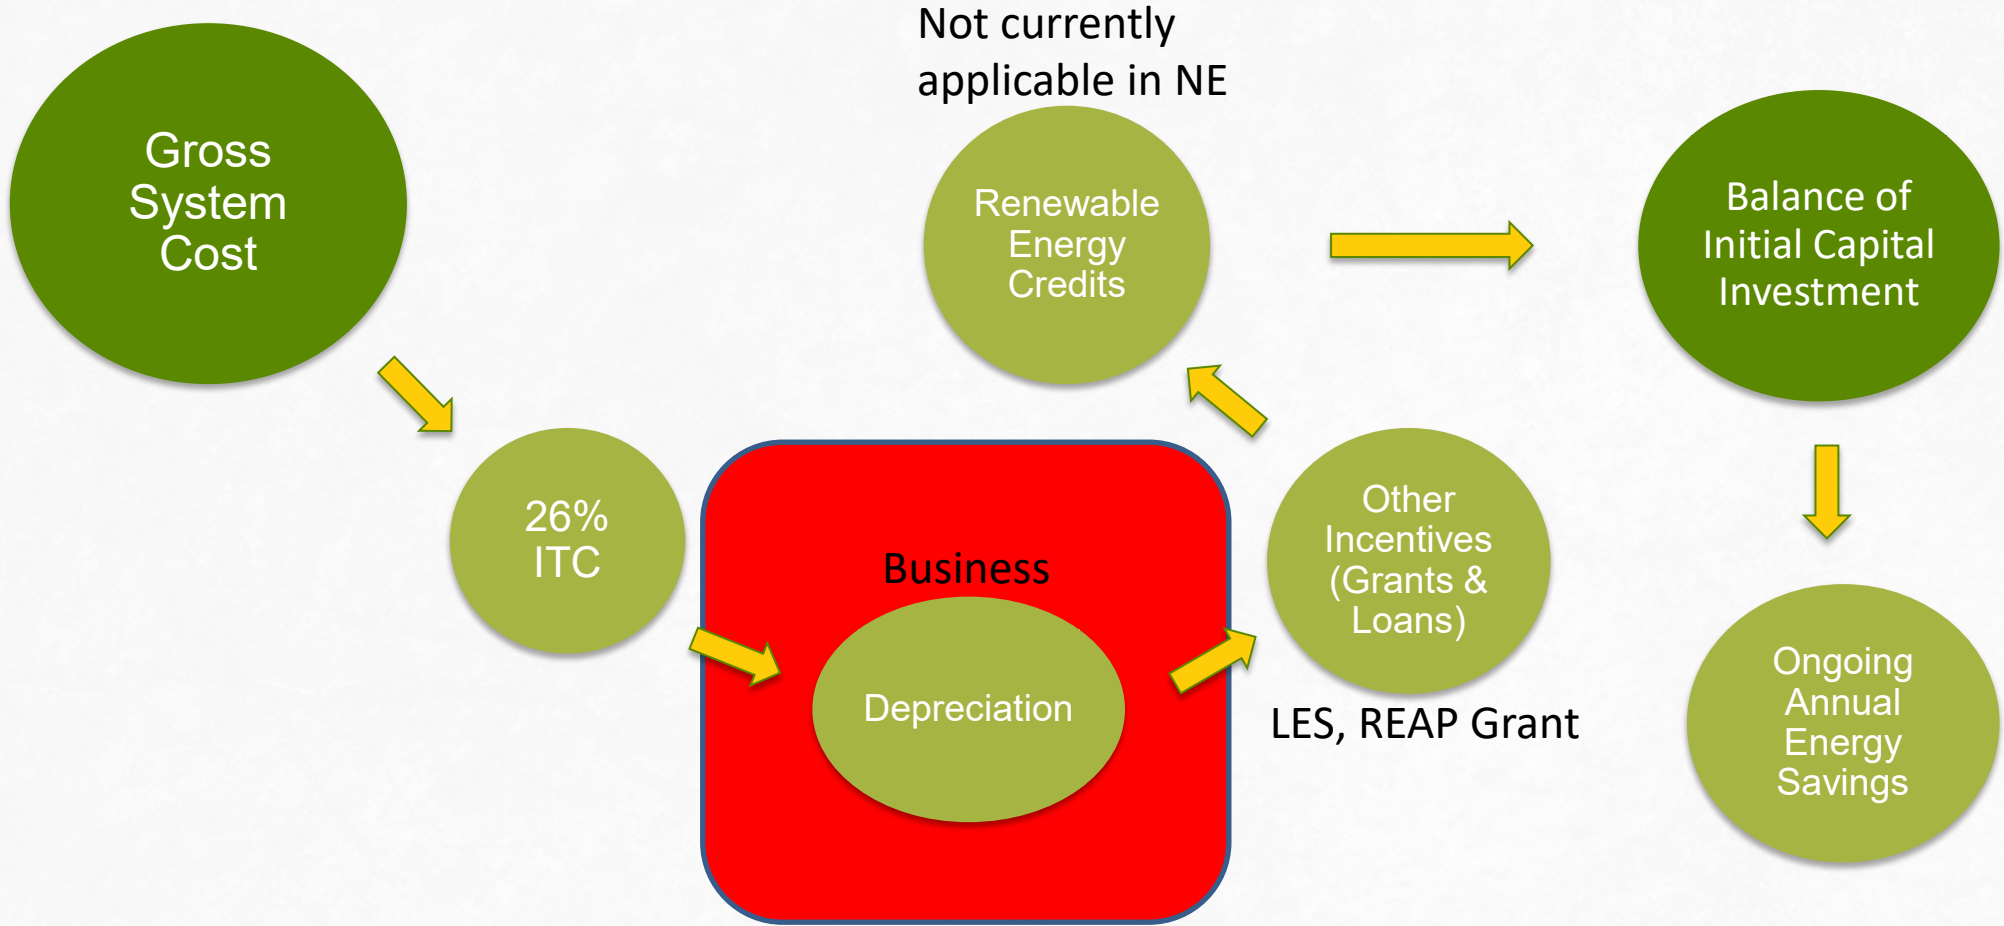 Gross
System
Cost
26%
ITC
Business
Depreciation
Other
Incentives
(Grants &
Loans)
LES, REAP Grant
Not currently
applicable in NE
Renewable
Energy
Credits
Balance of
Initial Capital
Investment
Ongoing
Annual
Energy
Savings